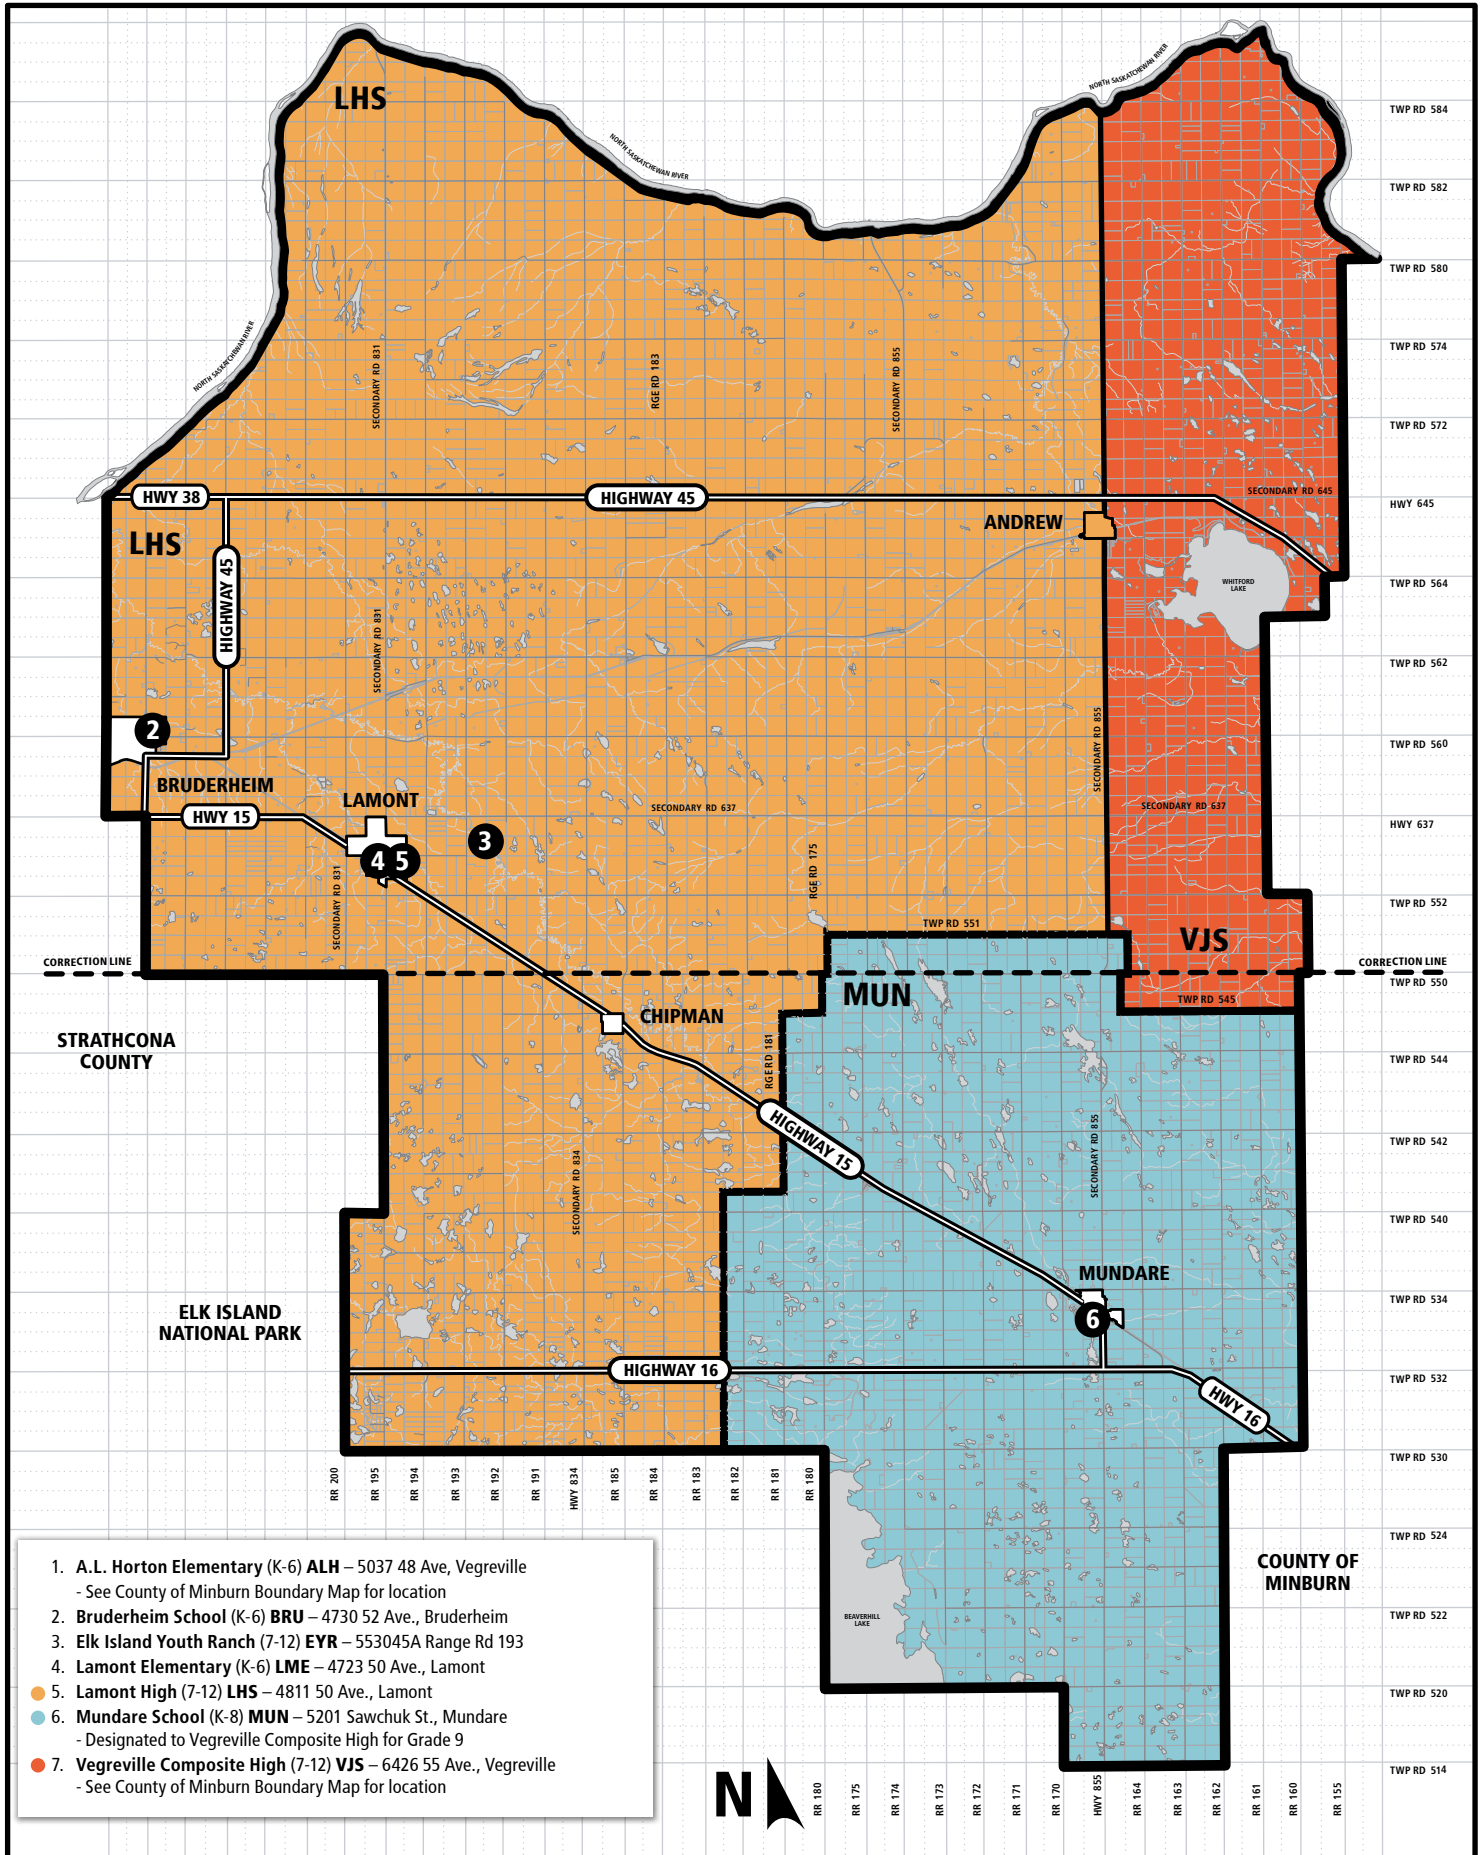 LHS
NORTH SASKATCHEWAN RIVER
NORTH SASKATCHEWAN RIVER
NORTH SASKATCHEWAN RIVER
TWP RD 584
TWP RD 582
TWP RD 580
TWP RD 574
TWP RD 572
HWY 645
TWP RD 564
TWP RD 562
TWP RD 560
HWY 637
TWP RD 552
CORRECTION LINE
TWP RD 550
TWP RD 544
TWP RD 542
TWP RD 540
TWP RD 534
TWP RD 532
TWP RD 530
TWP RD 524
TWP RD 522
TWP RD 520
TWP RD 514
SECONDARY RD 831
RGE RD 183
SECONDARY RD 855
HWY 38
HIGHWAY 45
SECONDARY RD 645
LHS
ANDREW
HIGHWAY 45
WHITFORD
LAKE
SECONDARY RD 831
2
BRUDERHEIM
LAMONT
HWY 15
SECONDARY RD 637
SECONDARY RD 855
SECONDARY RD 637
3
4
5
SECONDARY RD 831
RGE RD 175
TWP RD 551
VJS
CORRECTION LINE
MUN
TWP RD 545
STRATHCONA
COUNTY
CHIPMAN
RGE RD 181
HIGHWAY 15
SECONDARY RD 834
SECONDARY RD 855
MUNDARE
6
ELK ISLAND
NATIONAL PARK
HIGHWAY 16
HWY 16
RR 200
RR 195
RR 194
RR 193
RR 192
RR 191
HWY 834
RR 185
RR 184
RR 183
RR 182
RR 181
RR 180
COUNTY OF
MINBURN
BEAVERHILL
LAKE
1. A.L. Horton Elementary (K-6) ALH – 5037 48 Ave, Vegreville
- See County of Minburn Boundary Map for location
2. Bruderheim School (K-6) BRU – 4730 52 Ave., Bruderheim
3. Elk Island Youth Ranch (7-12) EYR – 553045A Range Rd 193
4. Lamont Elementary (K-6) LME – 4723 50 Ave., Lamont
5. Lamont High (7-12) LHS – 4811 50 Ave., Lamont
6. Mundare School (K-8) MUN – 5201 Sawchuk St., Mundare
- Designated to Vegreville Composite High for Grade 9
7. Vegreville Composite High (7-12) VJS – 6426 55 Ave., Vegreville
- See County of Minburn Boundary Map for location
N
RR 180
RR 175
RR 174
RR 173
RR 172
RR 171
RR 170
HWY 855
RR 164
RR 163
RR 162
RR 161
RR 160
RR 155